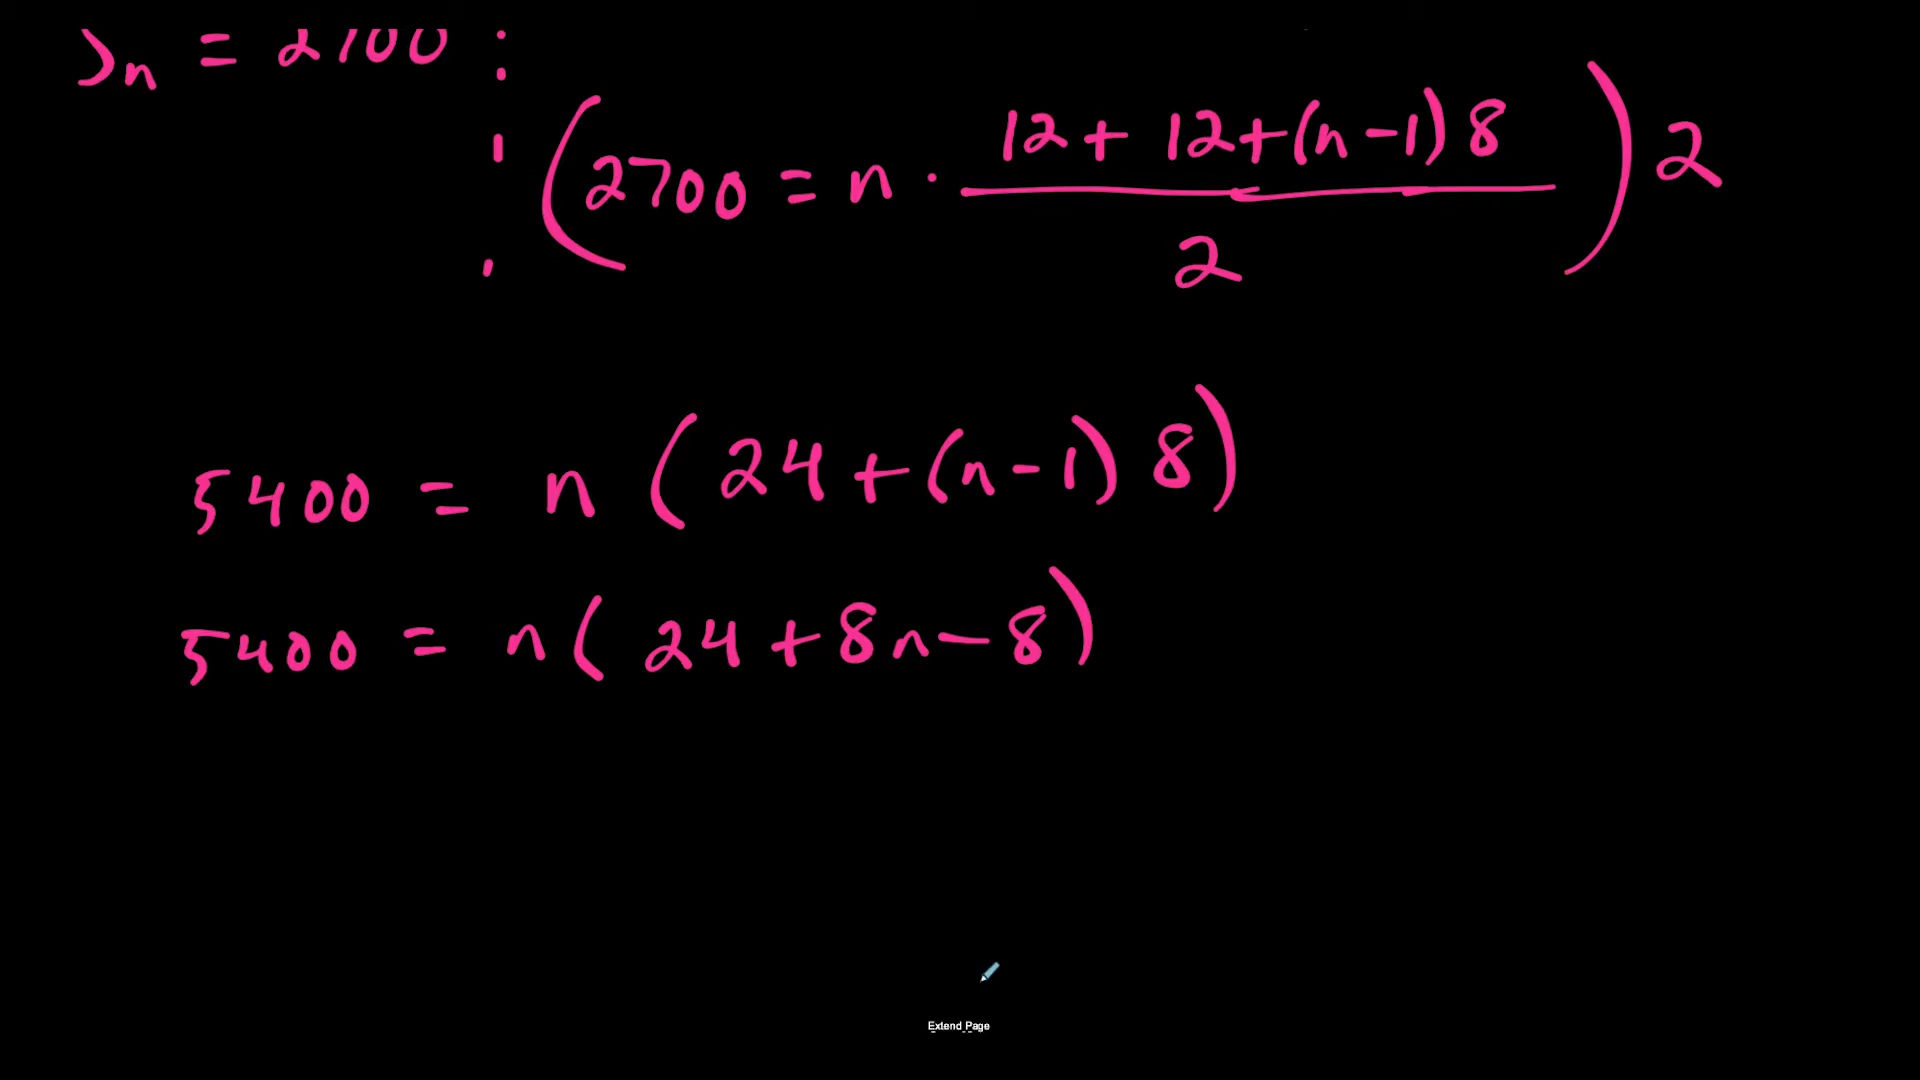 Sn = 2700 :
(2700 = n · (12 + 12 + (n - 1) 8) / 2) 2
5400 = n (24 + (n - 1) 8)
5400 = n (24 + 8n - 8)
Extend Page